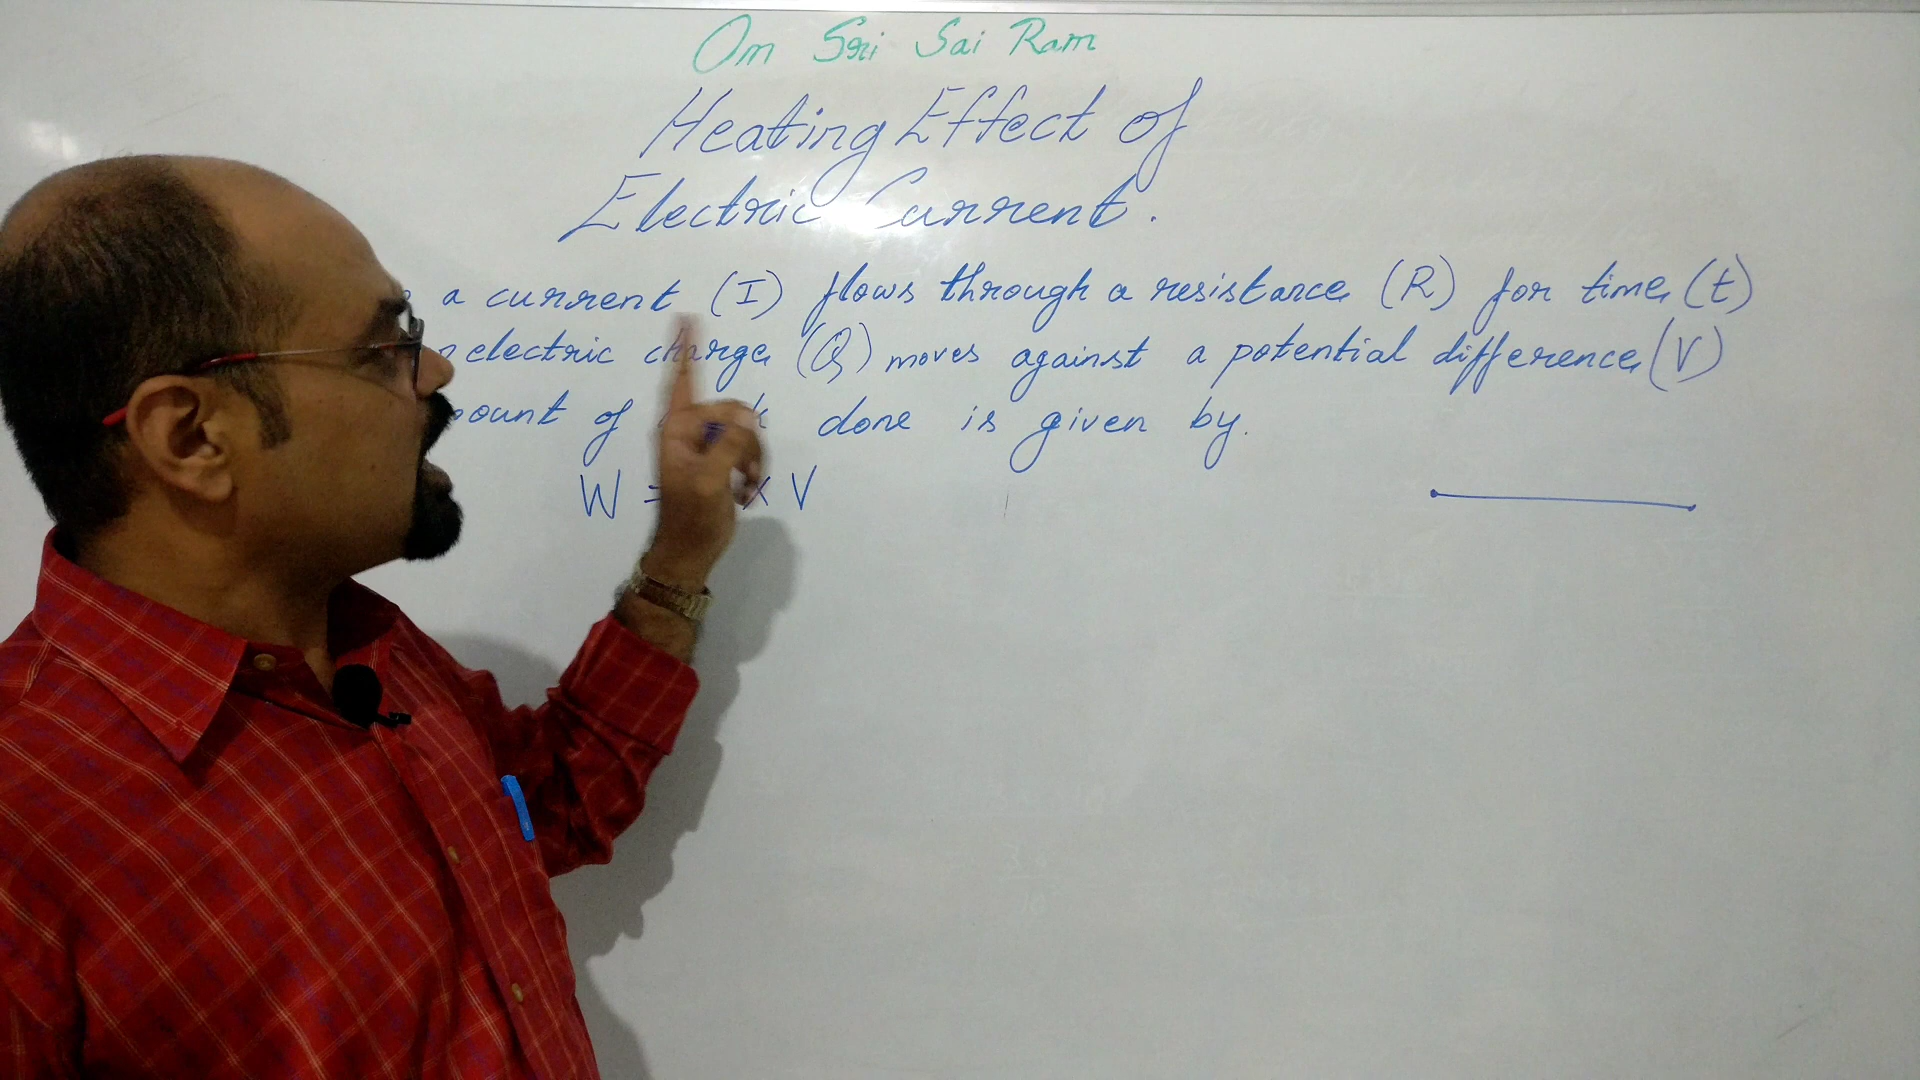 Om Sri Sai Ram
Heating Effect of
Electric Current.
a current (I) flows through a resistance (R) for time (t)
electric charge (Q) moves against a potential difference (V)
of done is given by.
W = × V